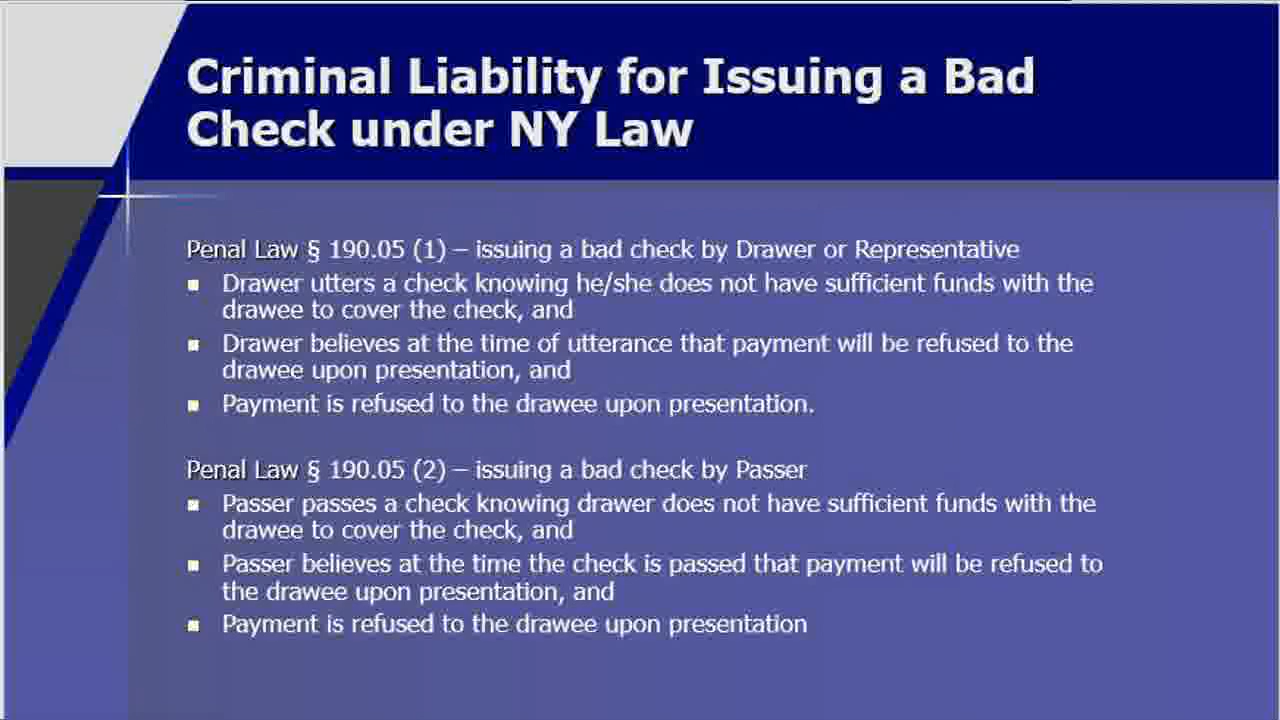 Criminal Liability for Issuing a Bad
Check under NY Law
Penal Law § 190.05 (1) – issuing a bad check by Drawer or Representative
▪ Drawer utters a check knowing he/she does not have sufficient funds with the
drawee to cover the check, and
▪ Drawer believes at the time of utterance that payment will be refused to the
drawee upon presentation, and
▪ Payment is refused to the drawee upon presentation.
Penal Law § 190.05 (2) – issuing a bad check by Passer
▪ Passer passes a check knowing drawer does not have sufficient funds with the
drawee to cover the check, and
▪ Passer believes at the time the check is passed that payment will be refused to
the drawee upon presentation, and
▪ Payment is refused to the drawee upon presentation